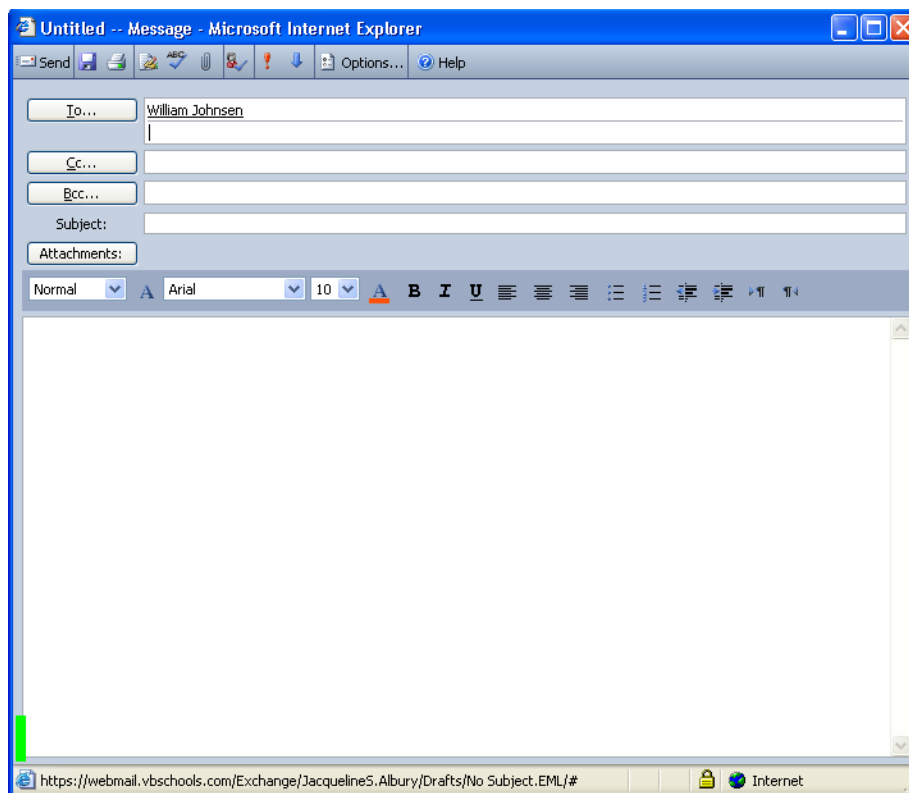 Untitled -- Message - Microsoft Internet Explorer
Send ABC Options... Help
To... William Johnsen
Cc...
Bcc...
Subject:
Attachments:
Normal A Arial 10 A B I U
https://webmail.vbschools.com/Exchange/JacquelineS.Albury/Drafts/No Subject.EML/# Internet